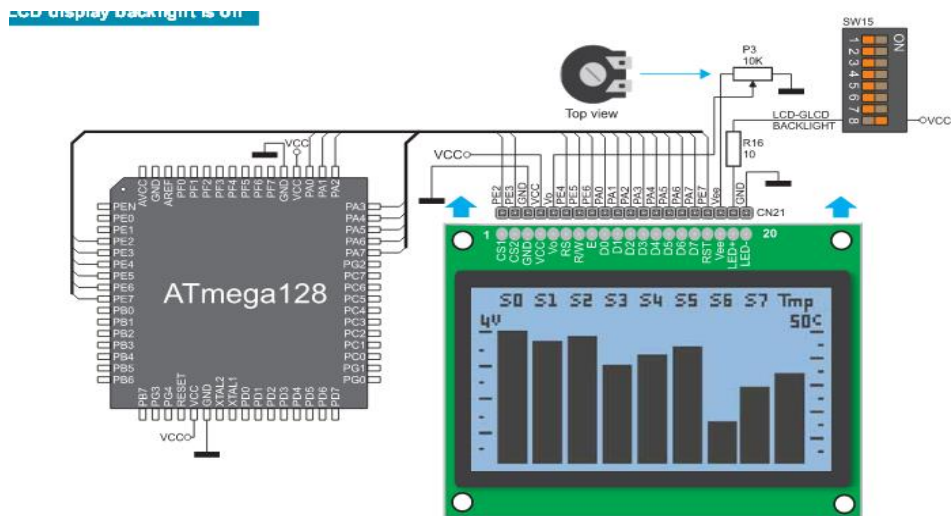 LCD display backlight is off
SW15
ON
1
2
3
4
5
6
7
8
P3
10K
Top view
LCD-GLCD
BACKLIGHT
VCC
R16
10
VCC
VCC
PE2
PE3
GND
VCC
Vo
PE4
PE5
PE6
PA0
PA1
PA2
PA3
PA4
PA5
PA6
PA7
PE7
Vee
GND
CN21
1
20
CS1
CS2
GND
VCC
Vo
RS
R/W
E
D0
D1
D2
D3
D4
D5
D6
D7
RST
Vee
LED+
LED-
AVCC
GND
AREF
PF0
PF1
PF2
PF3
PF4
PF5
PF6
PF7
GND
VCC
PA0
PA1
PA2
PEN
PE0
PE1
PE2
PE3
PE4
PE5
PE6
PE7
PB0
PB1
PB2
PB3
PB4
PB5
PB6
ATmega128
PA3
PA4
PA5
PA6
PA7
PG2
PC7
PC6
PC5
PC4
PC3
PC2
PC1
PC0
PG1
PG0
PB7
PG3
PG4
RESET
VCC
GND
XTAL2
XTAL1
PD0
PD1
PD2
PD3
PD4
PD5
PD6
PD7
VCC
S0 S1 S2 S3 S4 S5 S6 S7 Tmp
4V 50C